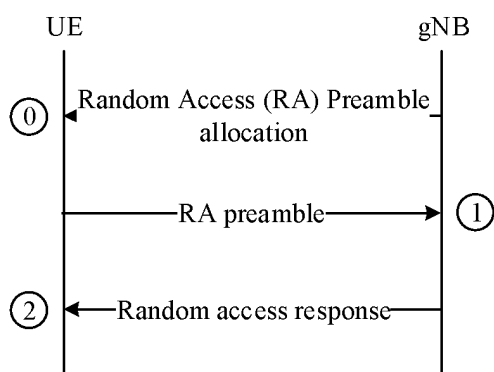 UE
gNB
0
Random Access (RA) Preamble
allocation
RA preamble
1
2
Random access response